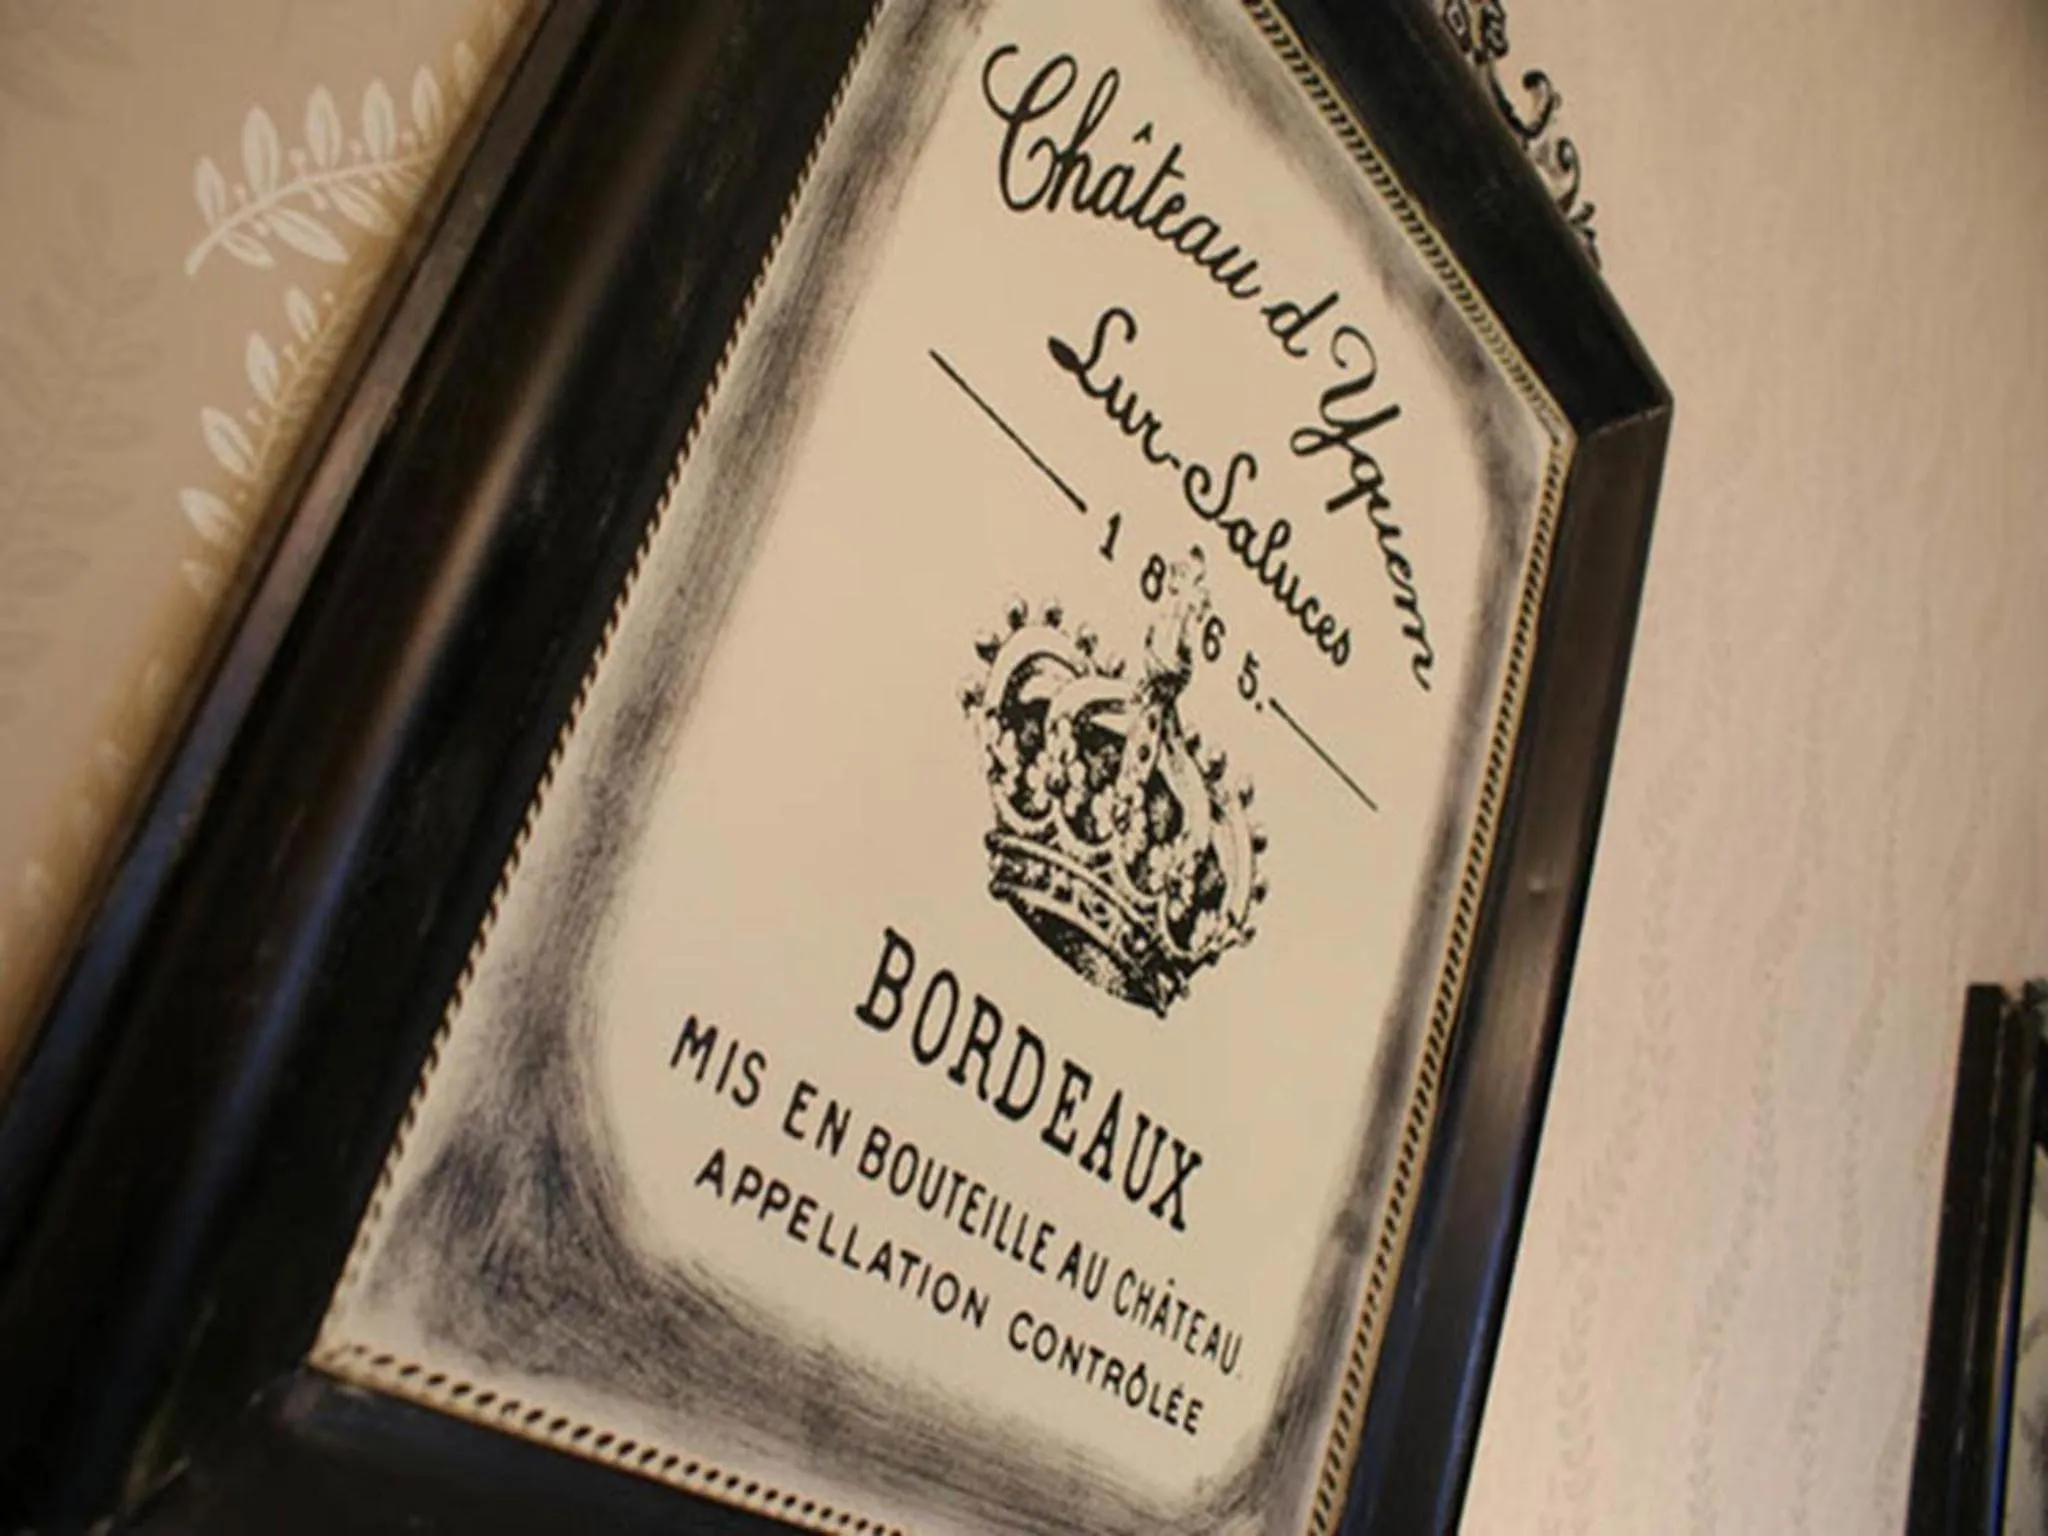 Château d Yquem
Lur-Saluces
1865.
BORDEAUX
MIS EN BOUTEILLE AU CHÂTEAU.
APPELLATION CONTRÔLÉE